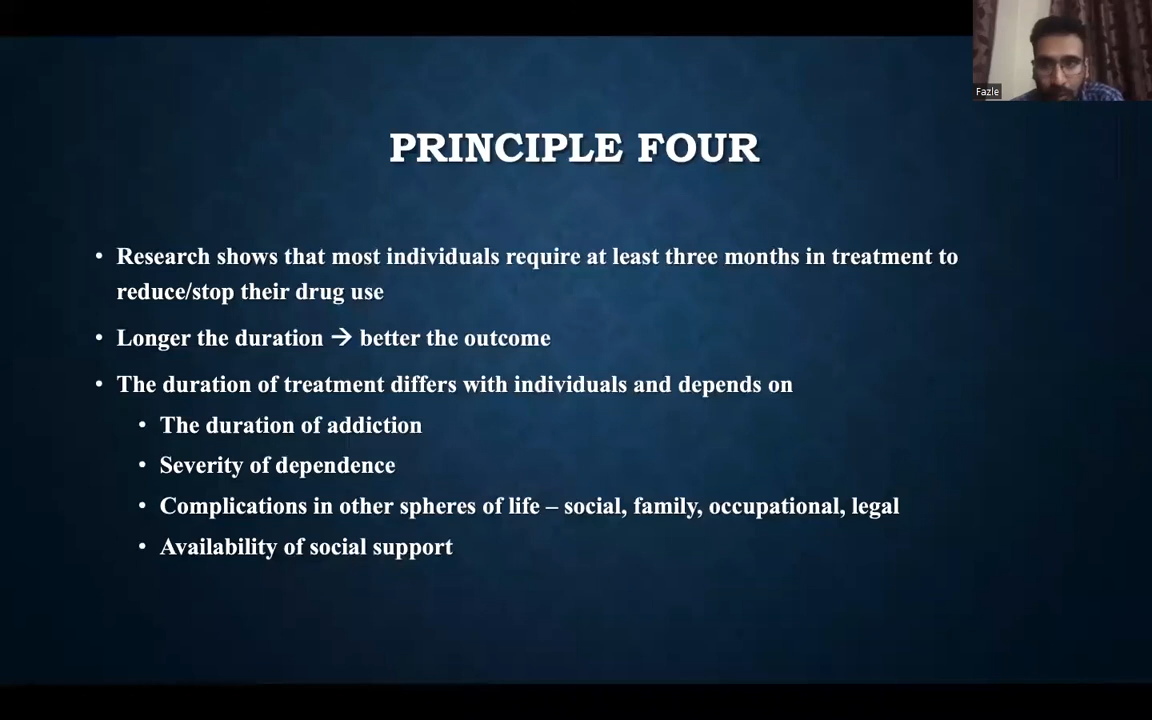 Fazle
PRINCIPLE FOUR
• Research shows that most individuals require at least three months in treatment to
reduce/stop their drug use
• Longer the duration → better the outcome
• The duration of treatment differs with individuals and depends on
• The duration of addiction
• Severity of dependence
• Complications in other spheres of life – social, family, occupational, legal
• Availability of social support